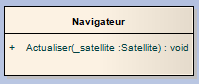 Navigateur
+ Actualiser(_satellite :Satellite) : void